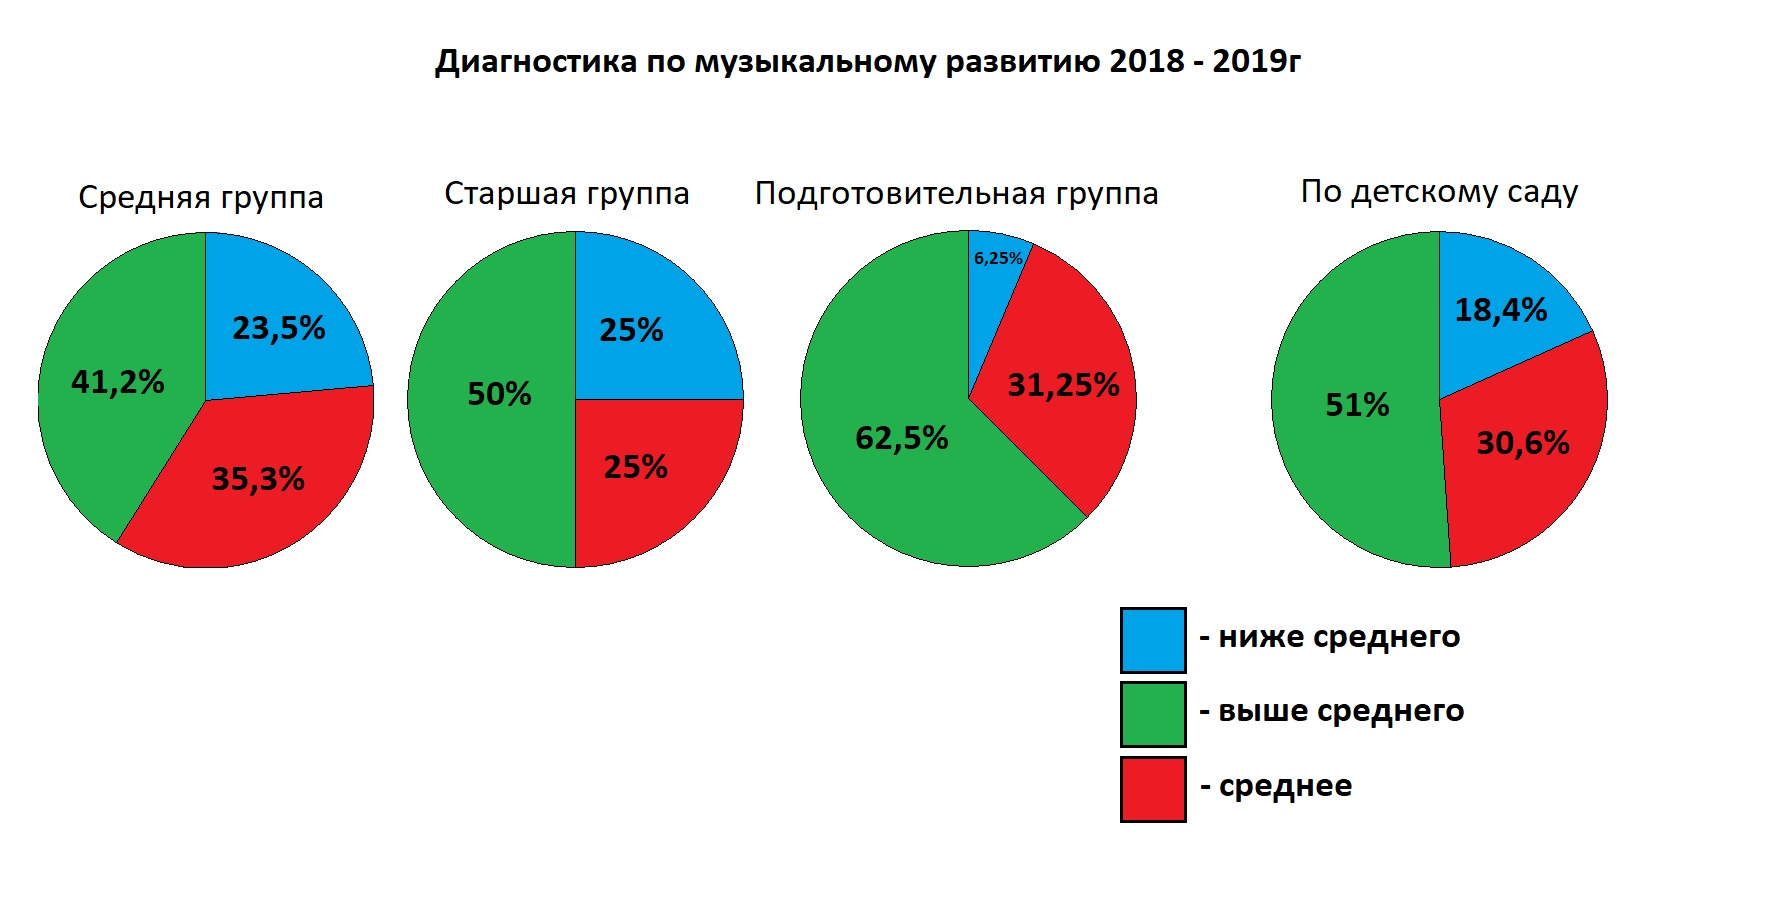 Диагностика по музыкальному развитию 2018 - 2019г
Средняя группа
23,5%
41,2%
35,3%
Старшая группа
25%
50%
25%
Подготовительная группа
6,25%
31,25%
62,5%
По детскому саду
18,4%
51%
30,6%
- ниже среднего
- выше среднего
- среднее